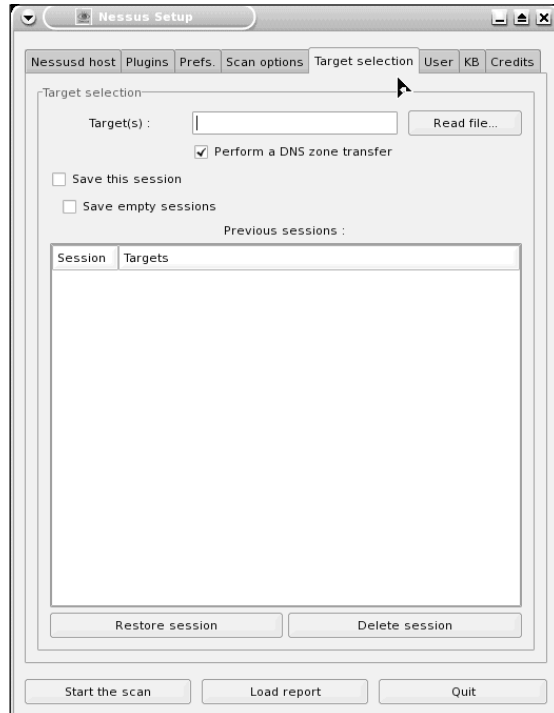 Nessus Setup
Nessusd host Plugins Prefs. Scan options Target selection User KB Credits
Target selection
Target(s) : Read file...
Perform a DNS zone transfer
Save this session
Save empty sessions
Previous sessions :
Session Targets
Restore session Delete session
Start the scan Load report Quit